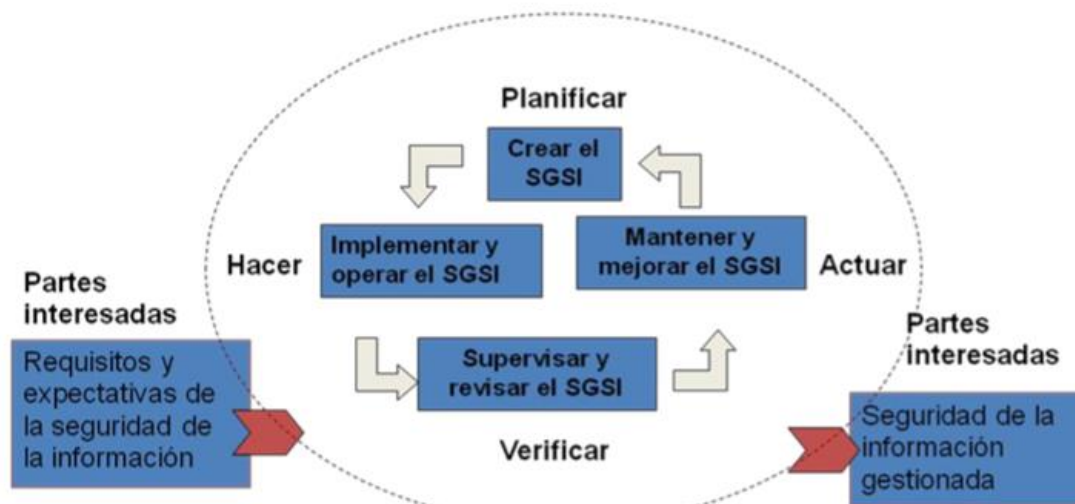 Planificar
Crear el
SGSI
Hacer
Implementar y
operar el SGSI
Mantener y
mejorar el SGSI
Actuar
Partes
interesadas
Requisitos y
expectativas de
la seguridad de
la información
Supervisar y
revisar el SGSI
Verificar
Partes
interesadas
Seguridad de la
información
gestionada